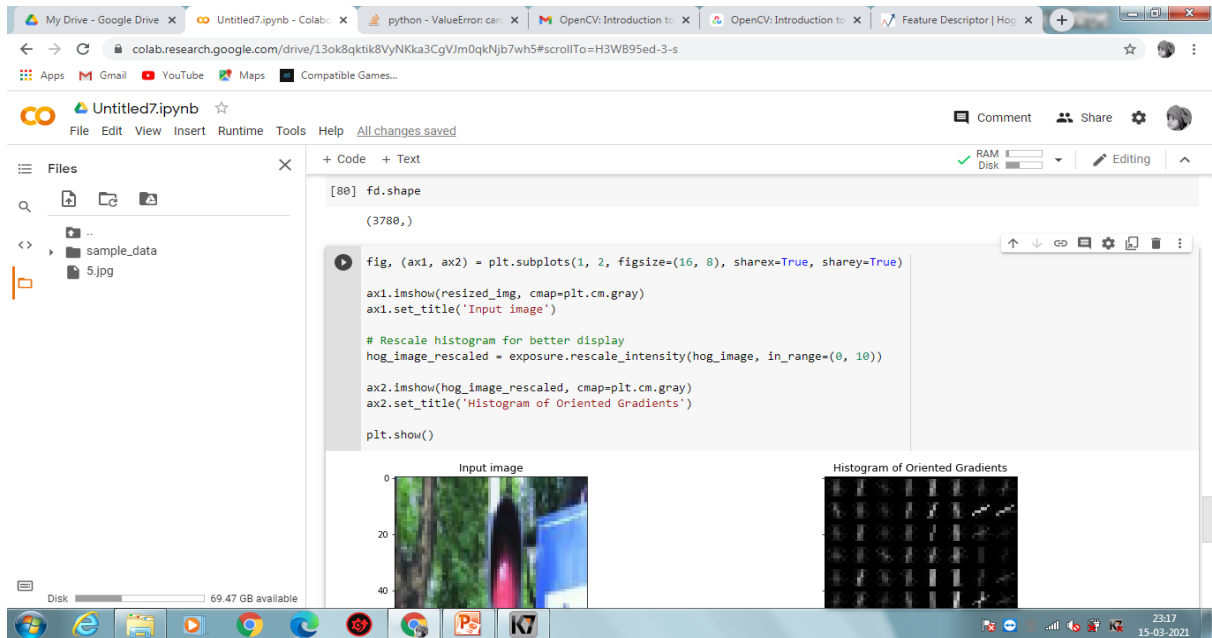 My Drive - Google Drive
Untitled7.ipynb - Colabo
python - ValueError: can
OpenCV: Introduction to
OpenCV: Introduction to
Feature Descriptor | Hog
colab.research.google.com/drive/13ok8qktik8VyNKka3CgVJm0qkNjb7wh5#scrollTo=H3WB95ed-3-s
Apps Gmail YouTube Maps Compatible Games...
CO Untitled7.ipynb
Comment Share
File Edit View Insert Runtime Tools Help All changes saved
Files
+ Code + Text
RAM
Disk
Editing
[80] fd.shape
(3780,)
..
sample_data
5.jpg
fig, (ax1, ax2) = plt.subplots(1, 2, figsize=(16, 8), sharex=True, sharey=True)
ax1.imshow(resized_img, cmap=plt.cm.gray)
ax1.set_title('Input image')
# Rescale histogram for better display
hog_image_rescaled = exposure.rescale_intensity(hog_image, in_range=(0, 10))
ax2.imshow(hog_image_rescaled, cmap=plt.cm.gray)
ax2.set_title('Histogram of Oriented Gradients')
plt.show()
Input image
Histogram of Oriented Gradients
0
20
40
Disk 69.47 GB available
K7
23:17
15-03-2021